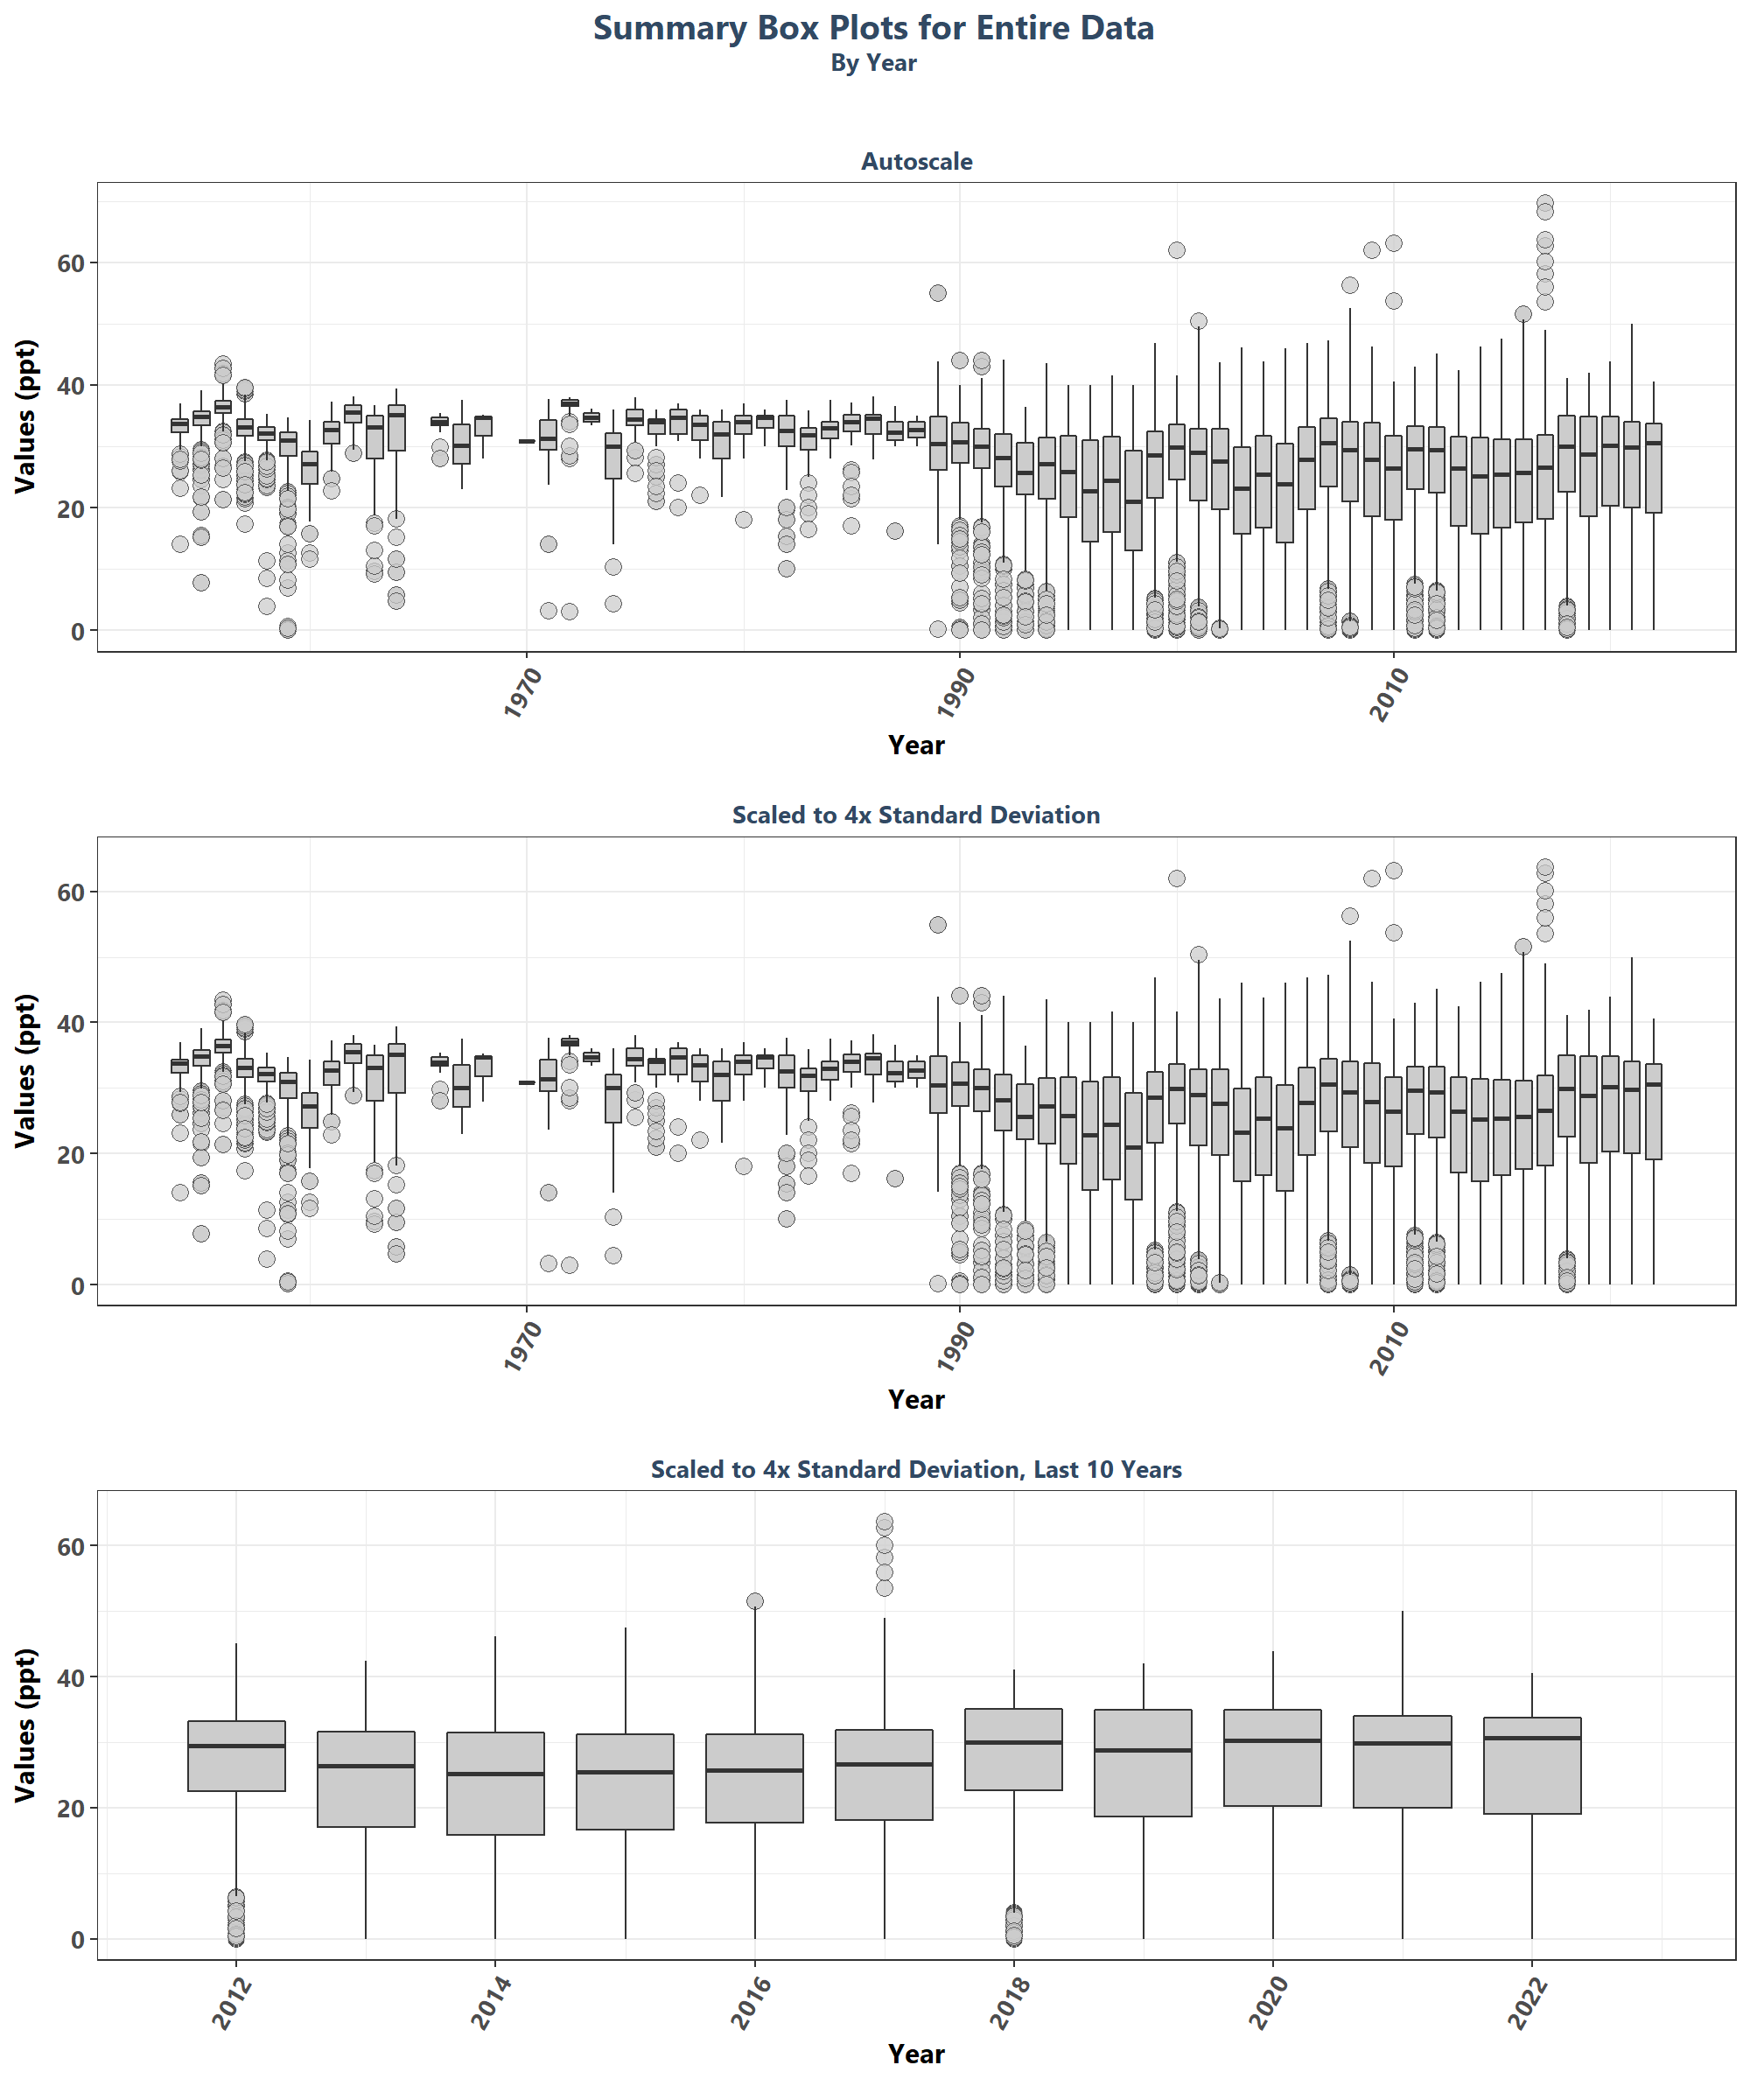 Summary Box Plots for Entire Data
By Year
Autoscale
Values (ppt)
60
40
20
0
1970
1990
2010
Year
Scaled to 4x Standard Deviation
Values (ppt)
60
40
20
0
1970
1990
2010
Year
Scaled to 4x Standard Deviation, Last 10 Years
Values (ppt)
60
40
20
0
2012
2014
2016
2018
2020
2022
Year